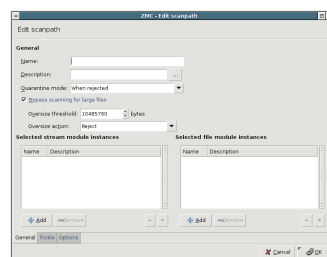 ZMC - Edit scanpath
Edit scanpath
General
Name:
Description: ...
Quarantine mode: When rejected
Bypass scanning for large files
Oversize threshold: 10485760 bytes
Oversize action: Reject
Selected stream module instances Selected file module instances
Name Description Name Description
Add Remove Add Remove
General Trickle Options
Cancel OK